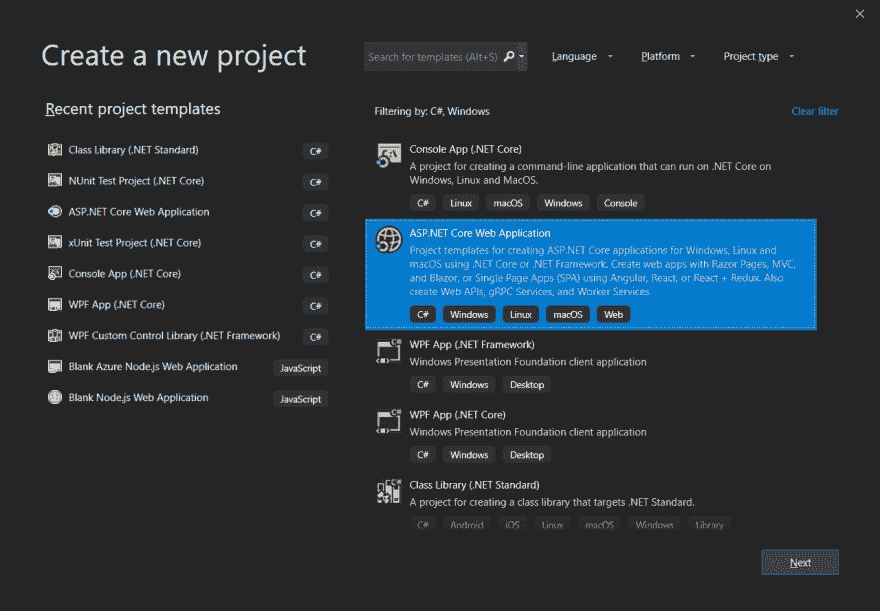 Create a new project
Search for templates (Alt+S)
Language
Platform
Project type
Recent project templates
Class Library (.NET Standard)
C#
NUnit Test Project (.NET Core)
C#
ASP.NET Core Web Application
C#
xUnit Test Project (.NET Core)
C#
Console App (.NET Core)
C#
WPF App (.NET Core)
C#
WPF Custom Control Library (.NET Framework)
C#
Blank Azure Node.js Web Application
JavaScript
Blank Node.js Web Application
JavaScript
Filtering by: C#, Windows
Clear filter
Console App (.NET Core)
A project for creating a command-line application that can run on .NET Core on
Windows, Linux and MacOS.
C# Linux macOS Windows Console
ASP.NET Core Web Application
Project templates for creating ASP.NET Core applications for Windows, Linux and
macOS using .NET Core or .NET Framework. Create web apps with Razor Pages, MVC,
and Blazor, or Single Page Apps (SPA) using Angular, React, or React + Redux. Also
create Web APIs, gRPC Services, and Worker Services.
C# Windows Linux macOS Web
WPF App (.NET Framework)
Windows Presentation Foundation client application
C# Windows Desktop
WPF App (.NET Core)
Windows Presentation Foundation client application
C# Windows Desktop
Class Library (.NET Standard)
A project for creating a class library that targets .NET Standard.
C# Android iOS Linux macOS Windows Library
Next